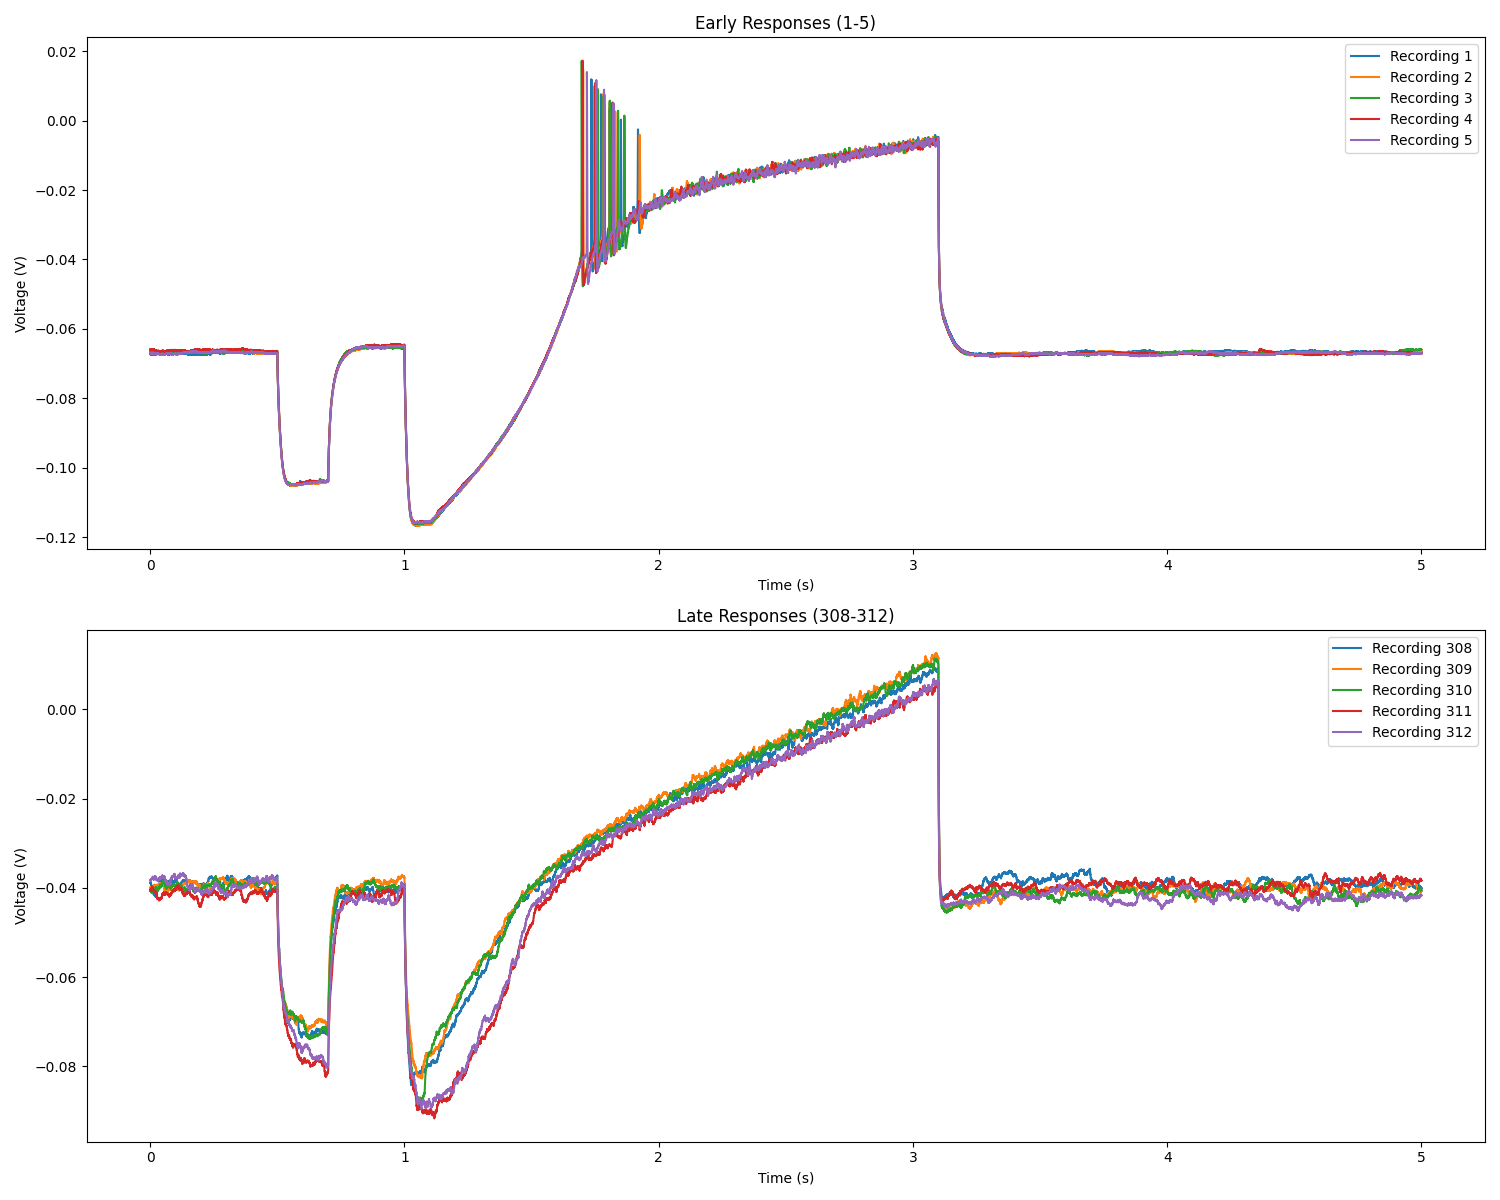 Early Responses (1-5)
0.02
0.00
−0.02
−0.04
−0.06
−0.08
−0.10
−0.12
Voltage (V)
Recording 1
Recording 2
Recording 3
Recording 4
Recording 5
0 1 2 3 4 5
Time (s)
Late Responses (308-312)
0.00
−0.02
−0.04
−0.06
−0.08
Voltage (V)
Recording 308
Recording 309
Recording 310
Recording 311
Recording 312
0 1 2 3 4 5
Time (s)